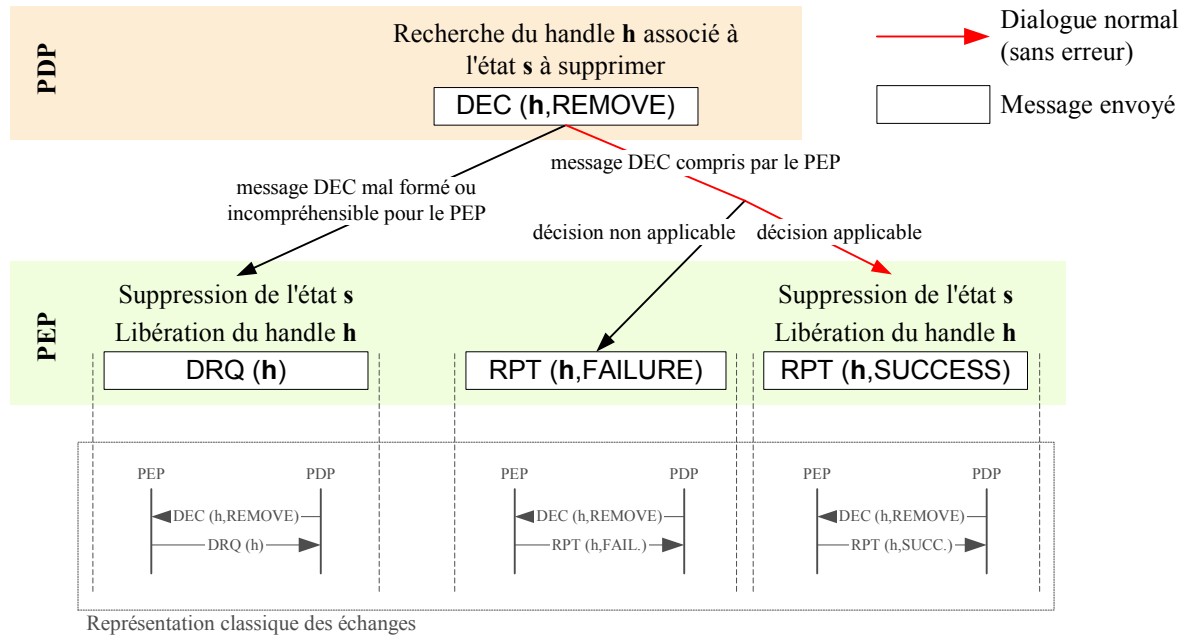 PDP
Recherche du handle h associé à
l'état s à supprimer
DEC (h,REMOVE)
Dialogue normal
(sans erreur)
Message envoyé
message DEC mal formé ou
incompréhensible pour le PEP
message DEC compris par le PEP
décision non applicable
décision applicable
PEP
Suppression de l'état s
Libération du handle h
DRQ (h)
RPT (h,FAILURE)
Suppression de l'état s
Libération du handle h
RPT (h,SUCCESS)
PEP
PDP
DEC (h,REMOVE)
DRQ (h)
PEP
PDP
DEC (h,REMOVE)
RPT (h,FAIL.)
PEP
PDP
DEC (h,REMOVE)
RPT (h,SUCC.)
Représentation classique des échanges